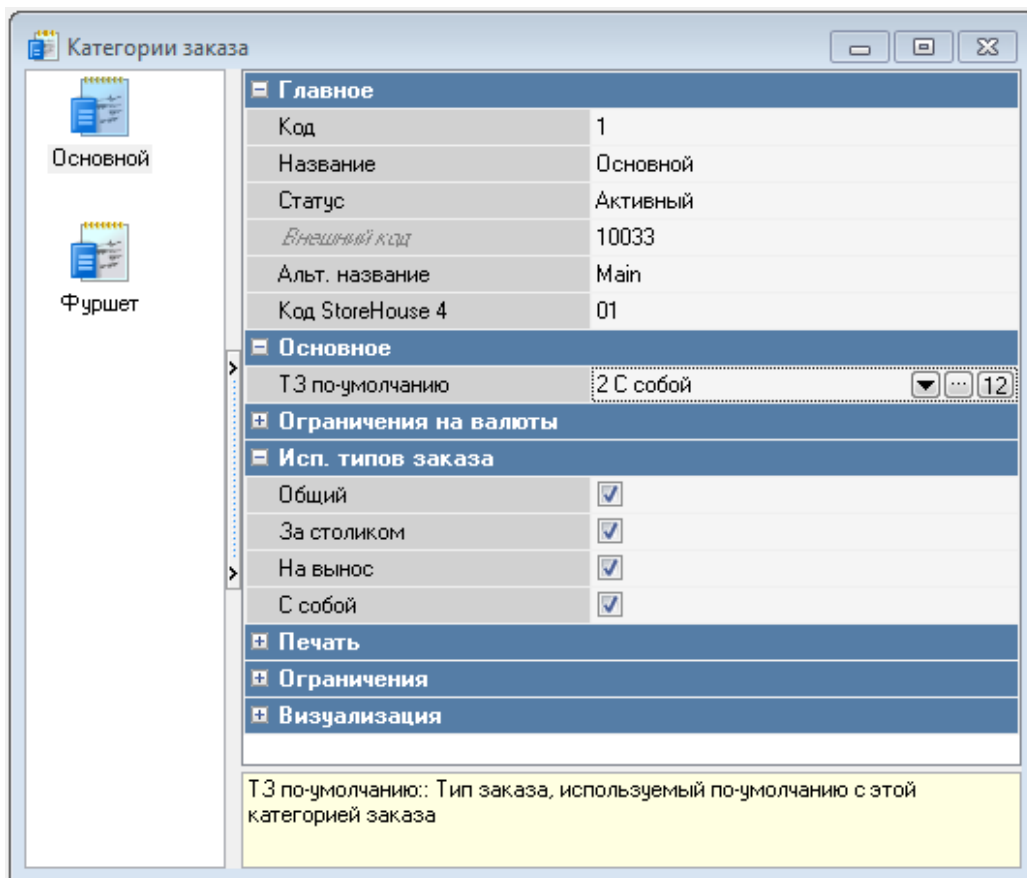 Категории заказа
Основной
Фуршет
Главное
Код 1
Название Основной
Статус Активный
Внешний код 10033
Альт. название Main
Код StoreHouse 4 01
Основное
ТЗ по-умолчанию 2 С собой ... 12
Ограничения на валюты
Исп. типов заказа
Общий
За столиком
На вынос
С собой
Печать
Ограничения
Визуализация
ТЗ по-умолчанию:: Тип заказа, используемый по-умолчанию с этой
категорией заказа